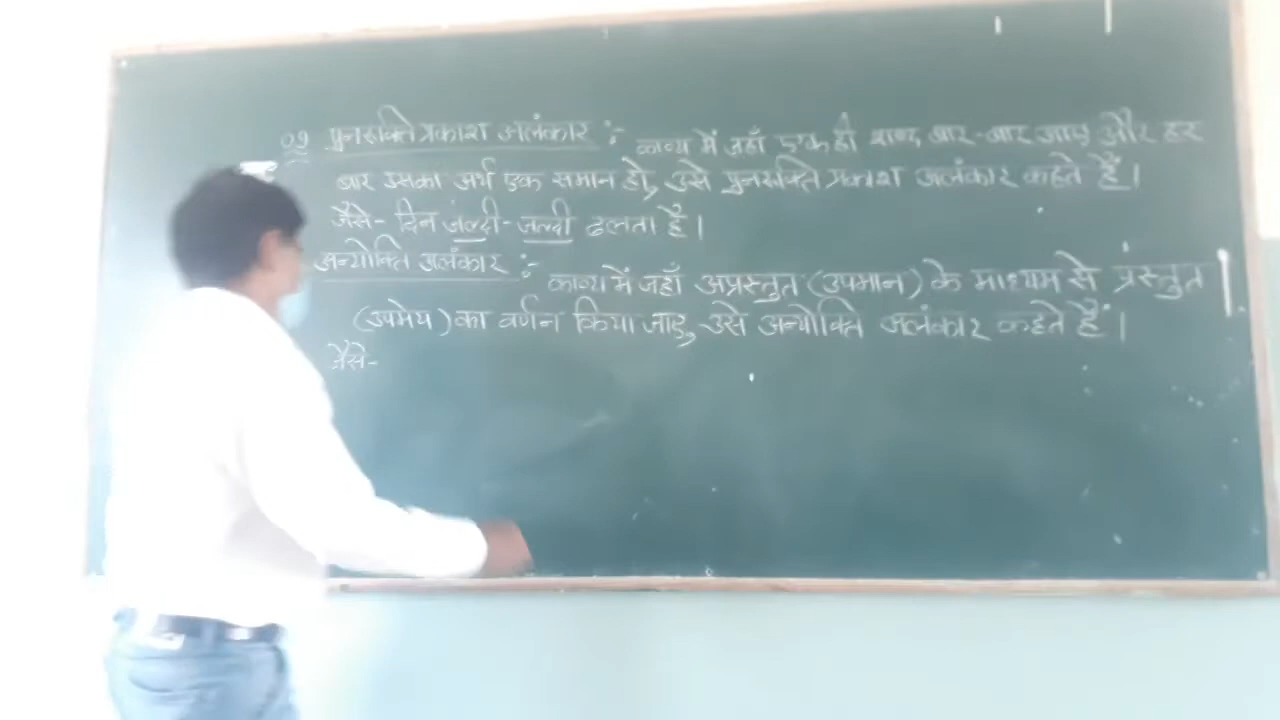 09 पुनरुक्ति प्रकाश अलंकार :- काव्य में जहाँ एक ही शब्द बार-बार आए और हर
बार उसका अर्थ एक समान हो, उसे पुनरुक्ति प्रकाश अलंकार कहते हैं।
जैसे- दिन जल्दी-जल्दी ढलता है।
अन्योक्ति अलंकार :- काव्य में जहाँ अप्रस्तुत (उपमान) के माध्यम से प्रस्तुत
(उपमेय) का वर्णन किया जाए, उसे अन्योक्ति अलंकार कहते हैं।
जैसे-